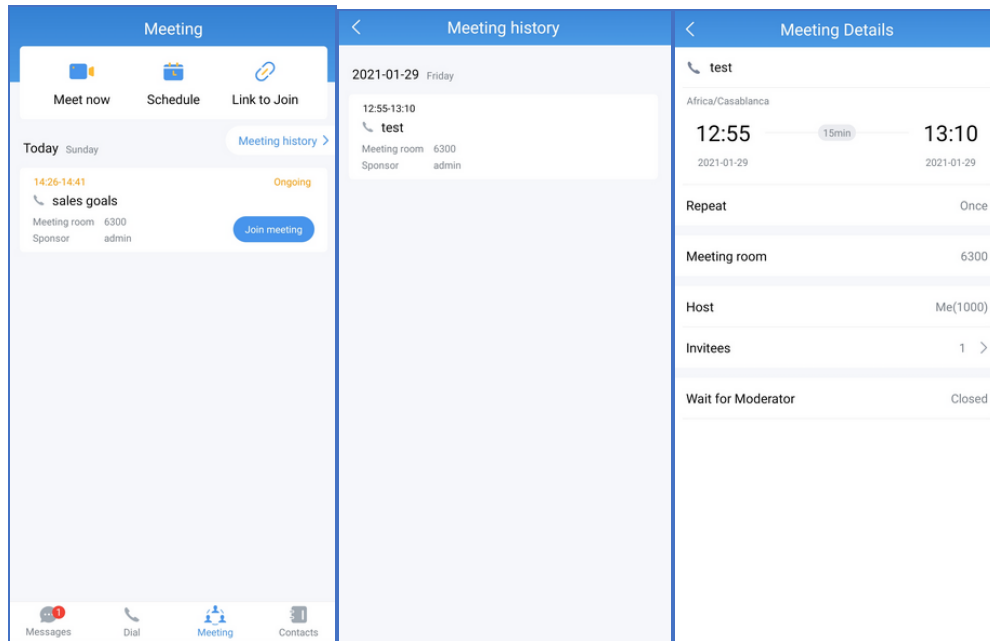 Meeting
Meet now Schedule Link to Join
Today Sunday Meeting history
14:26-14:41 Ongoing
sales goals
Meeting room 6300
Sponsor admin
Join meeting
1
Messages Dial Meeting Contacts
Meeting history
2021-01-29 Friday
12:55-13:10
test
Meeting room 6300
Sponsor admin
Meeting Details
test
Africa/Casablanca
12:55 15min 13:10
2021-01-29 2021-01-29
Repeat Once
Meeting room 6300
Host Me(1000)
Invitees 1
Wait for Moderator Closed